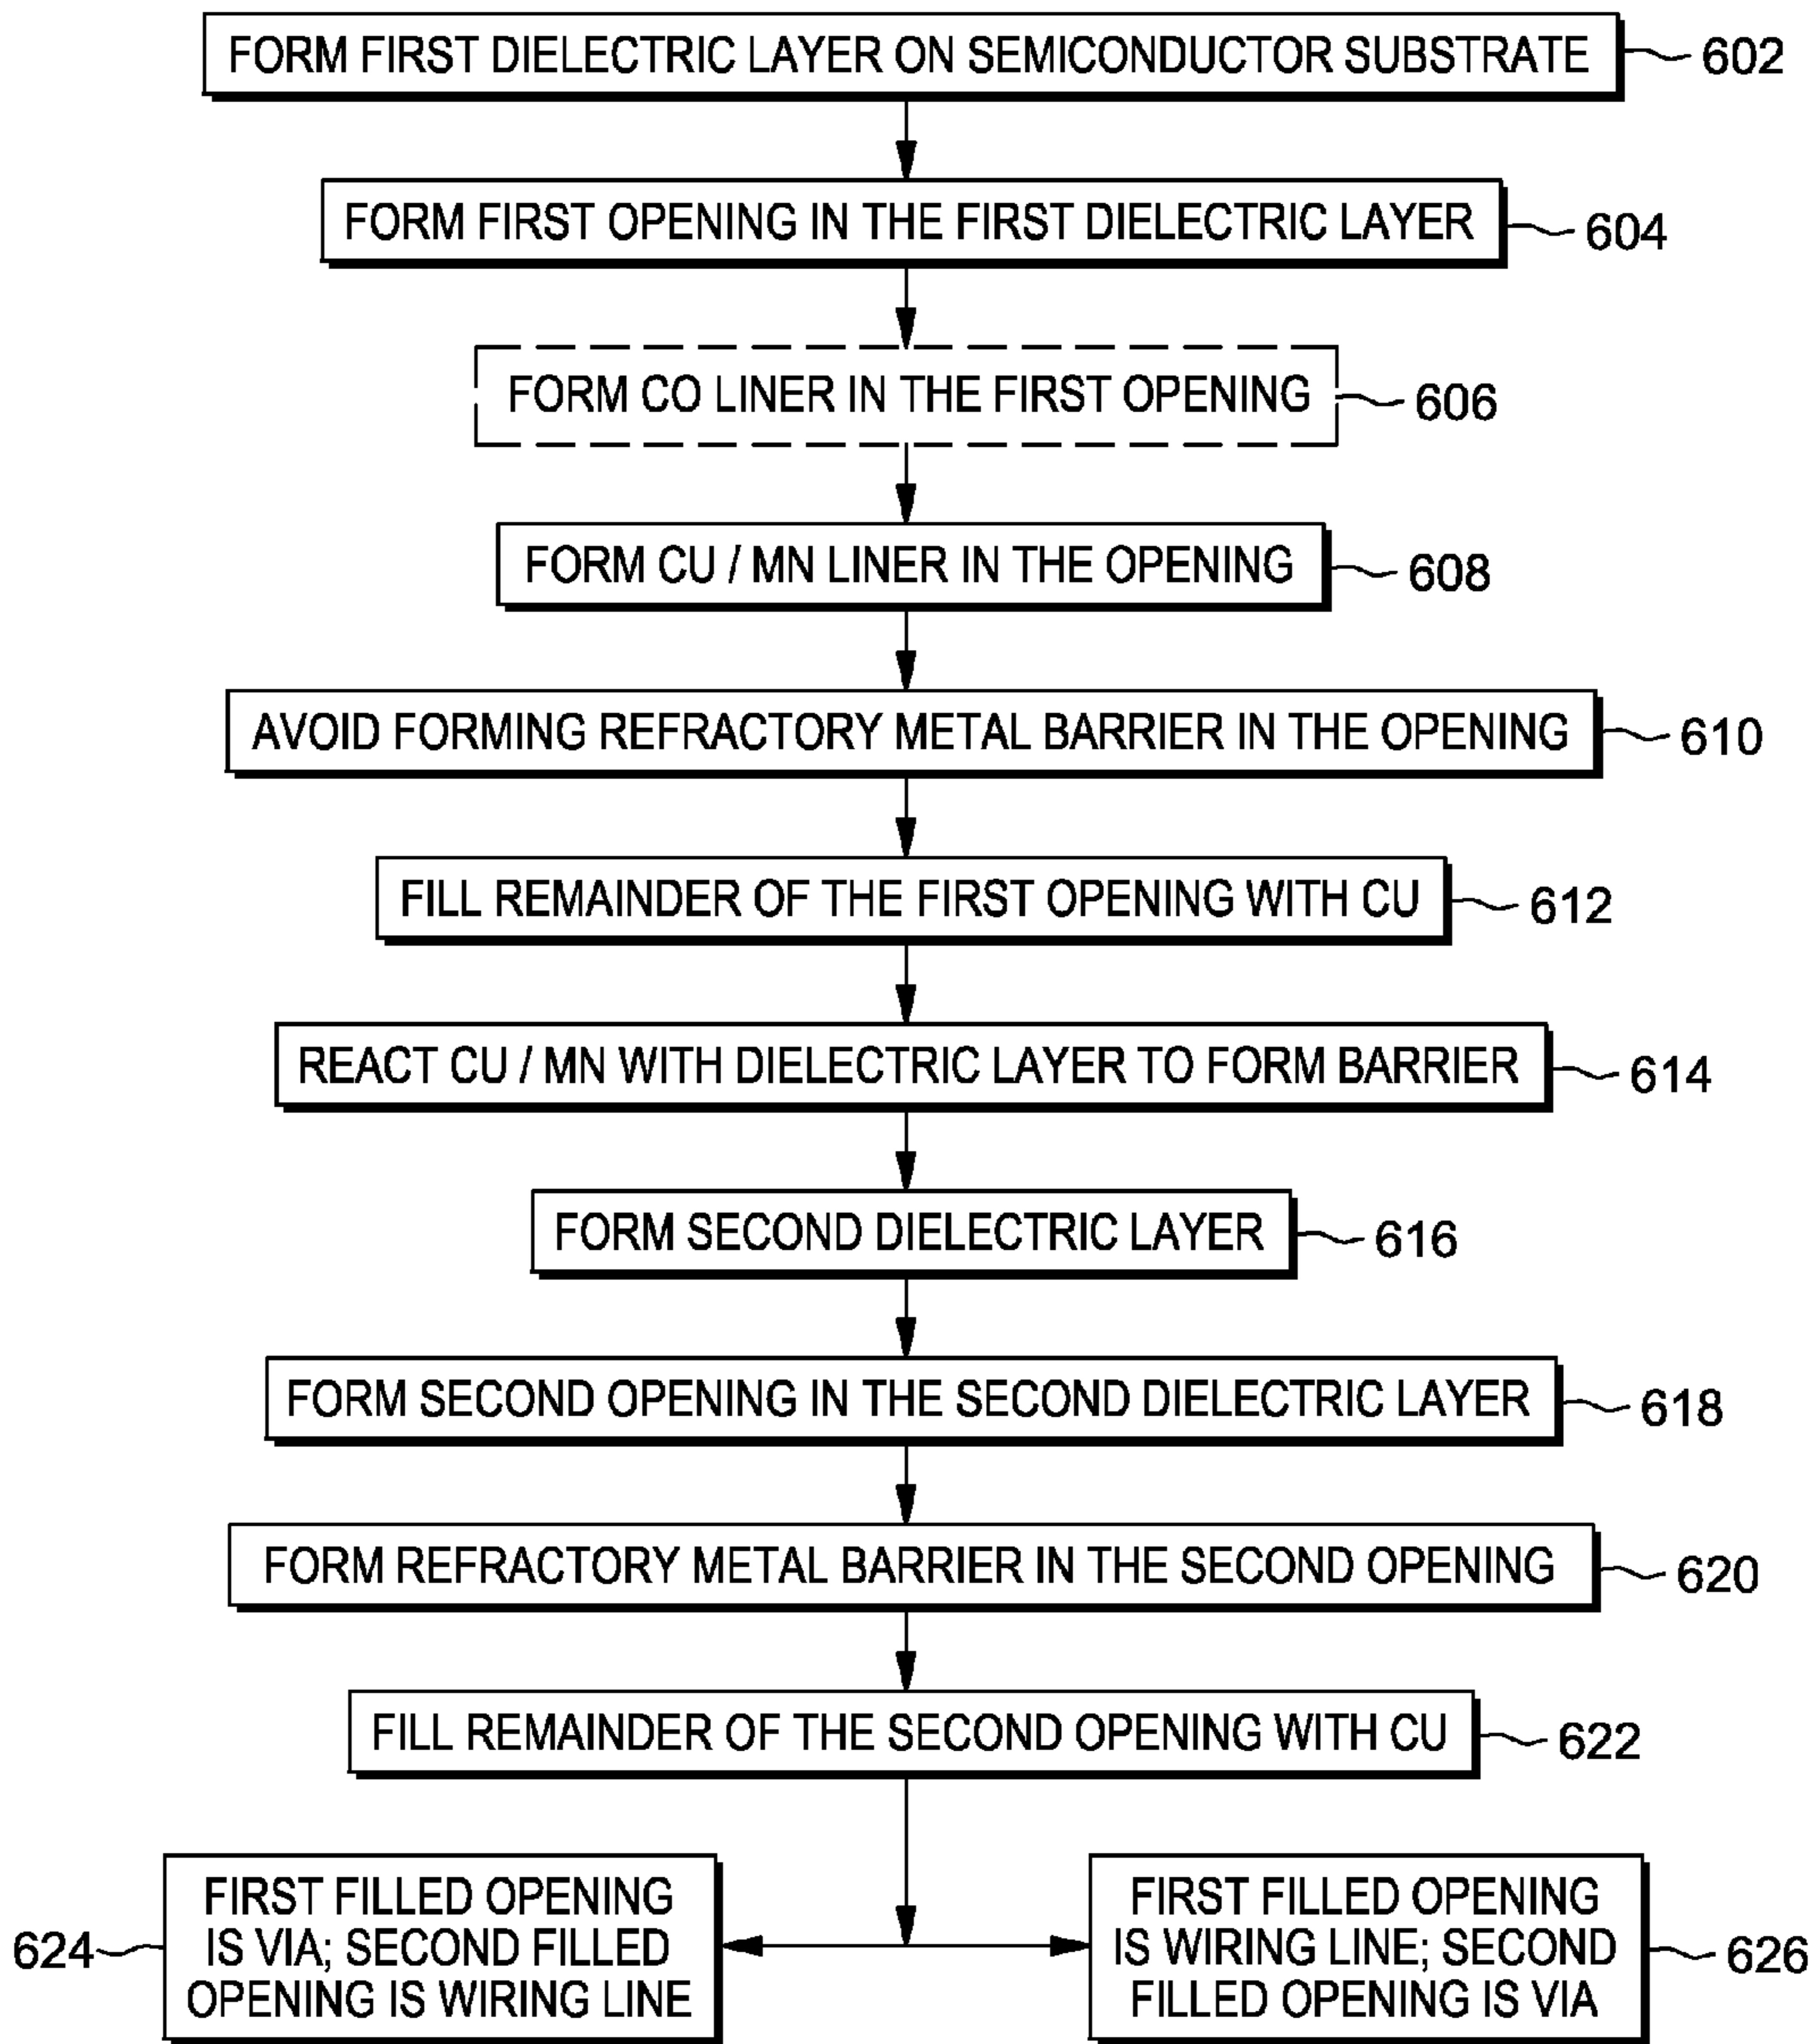 FORM FIRST DIELECTRIC LAYER ON SEMICONDUCTOR SUBSTRATE 602
FORM FIRST OPENING IN THE FIRST DIELECTRIC LAYER 604
FORM CO LINER IN THE FIRST OPENING 606
FORM CU / MN LINER IN THE OPENING 608
AVOID FORMING REFRACTORY METAL BARRIER IN THE OPENING 610
FILL REMAINDER OF THE FIRST OPENING WITH CU 612
REACT CU / MN WITH DIELECTRIC LAYER TO FORM BARRIER 614
FORM SECOND DIELECTRIC LAYER 616
FORM SECOND OPENING IN THE SECOND DIELECTRIC LAYER 618
FORM REFRACTORY METAL BARRIER IN THE SECOND OPENING 620
FILL REMAINDER OF THE SECOND OPENING WITH CU 622
624
FIRST FILLED OPENING
IS VIA; SECOND FILLED
OPENING IS WIRING LINE
FIRST FILLED OPENING
IS WIRING LINE; SECOND
FILLED OPENING IS VIA
626